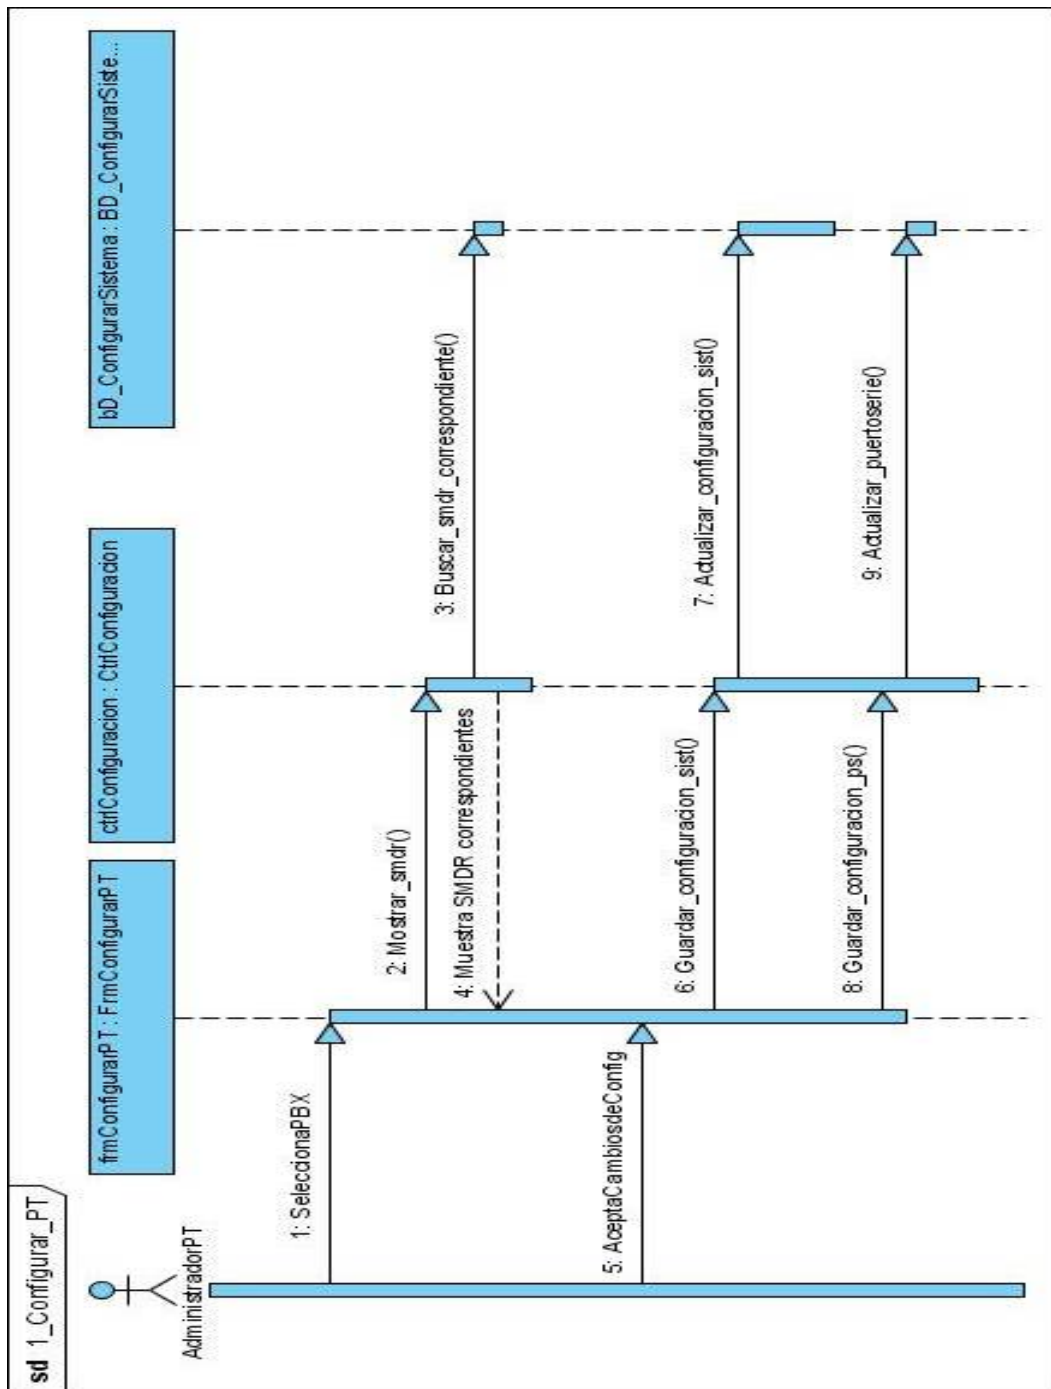 sd 1_Configurar_PT
AdministradorPT
frmConfigurarPT : FrmConfigurarPT
ctrlConfiguracion : CtrlConfiguracion
bD_ConfigurarSistema : BD_ConfigurarSiste...
1: SeleccionaPBX
2: Mostrar_smdr()
3: Buscar_smdr_correspondiente()
4: Muestra SMDR correspondientes
5: AceptaCambiosdeConfig
6: Guardar_configuracion_sist()
7: Actualizar_configuracion_sist()
8: Guardar_configuracion_ps()
9: Actualizar_puertoserie()